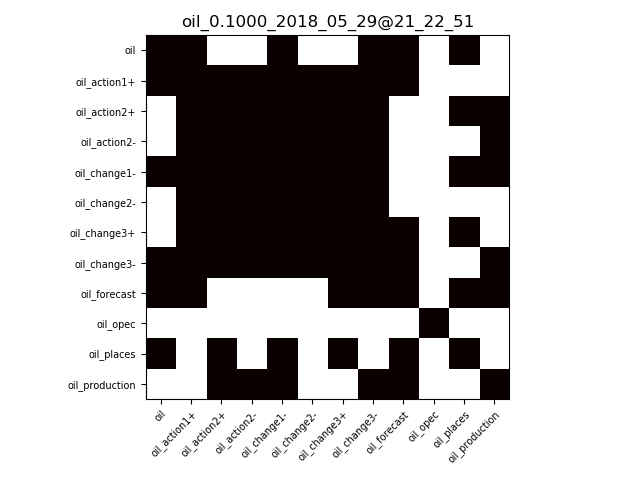 oil_0.1000_2018_05_29@21_22_51
oil
oil_action1+
oil_action2+
oil_action2-
oil_change1-
oil_change2-
oil_change3+
oil_change3-
oil_forecast
oil_opec
oil_places
oil_production
oil
oil_action1+
oil_action2+
oil_action2-
oil_change1-
oil_change2-
oil_change3+
oil_change3-
oil_forecast
oil_opec
oil_places
oil_production